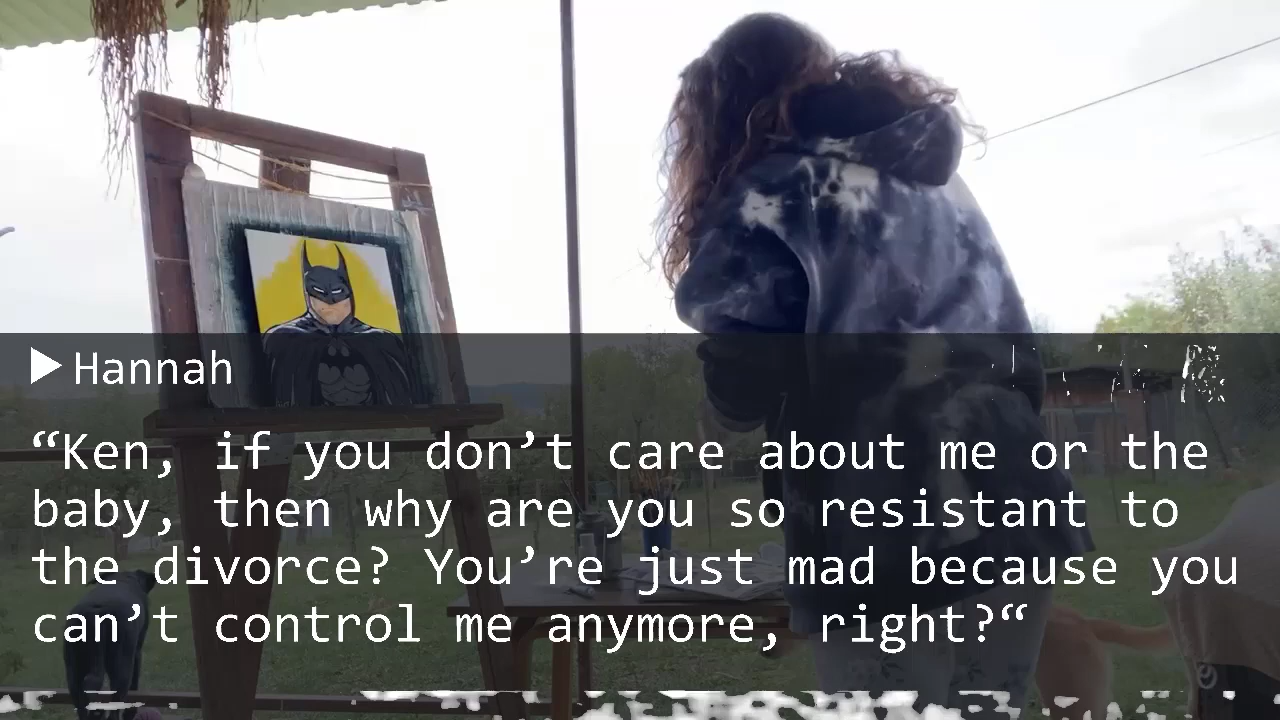 ▶Hannah
“Ken, if you don’t care about me or the
baby, then why are you so resistant to
the divorce? You’re just mad because you
can’t control me anymore, right?“